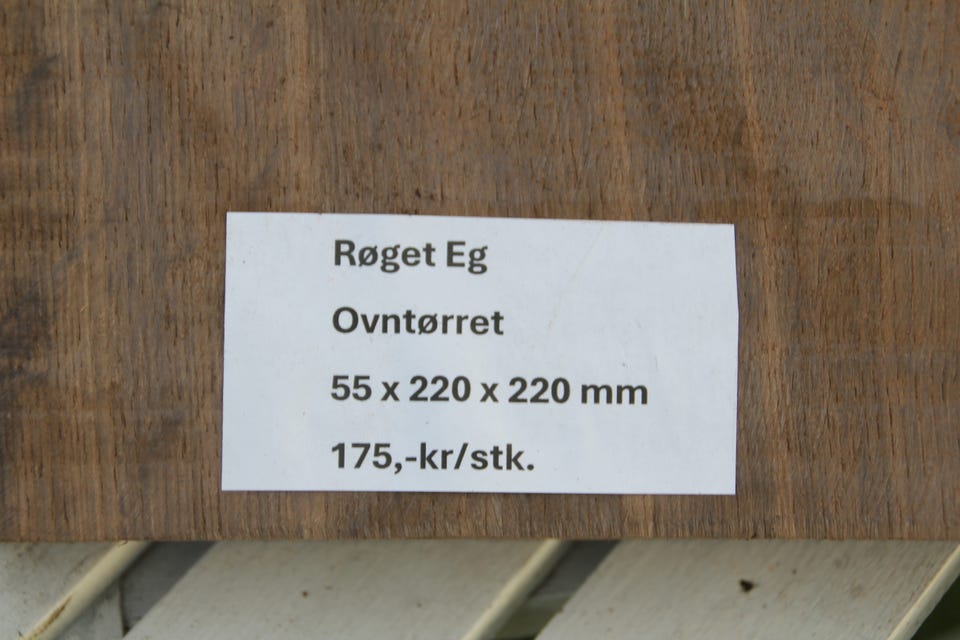 Røget Eg
Ovntørret
55 x 220 x 220 mm
175,-kr/stk.